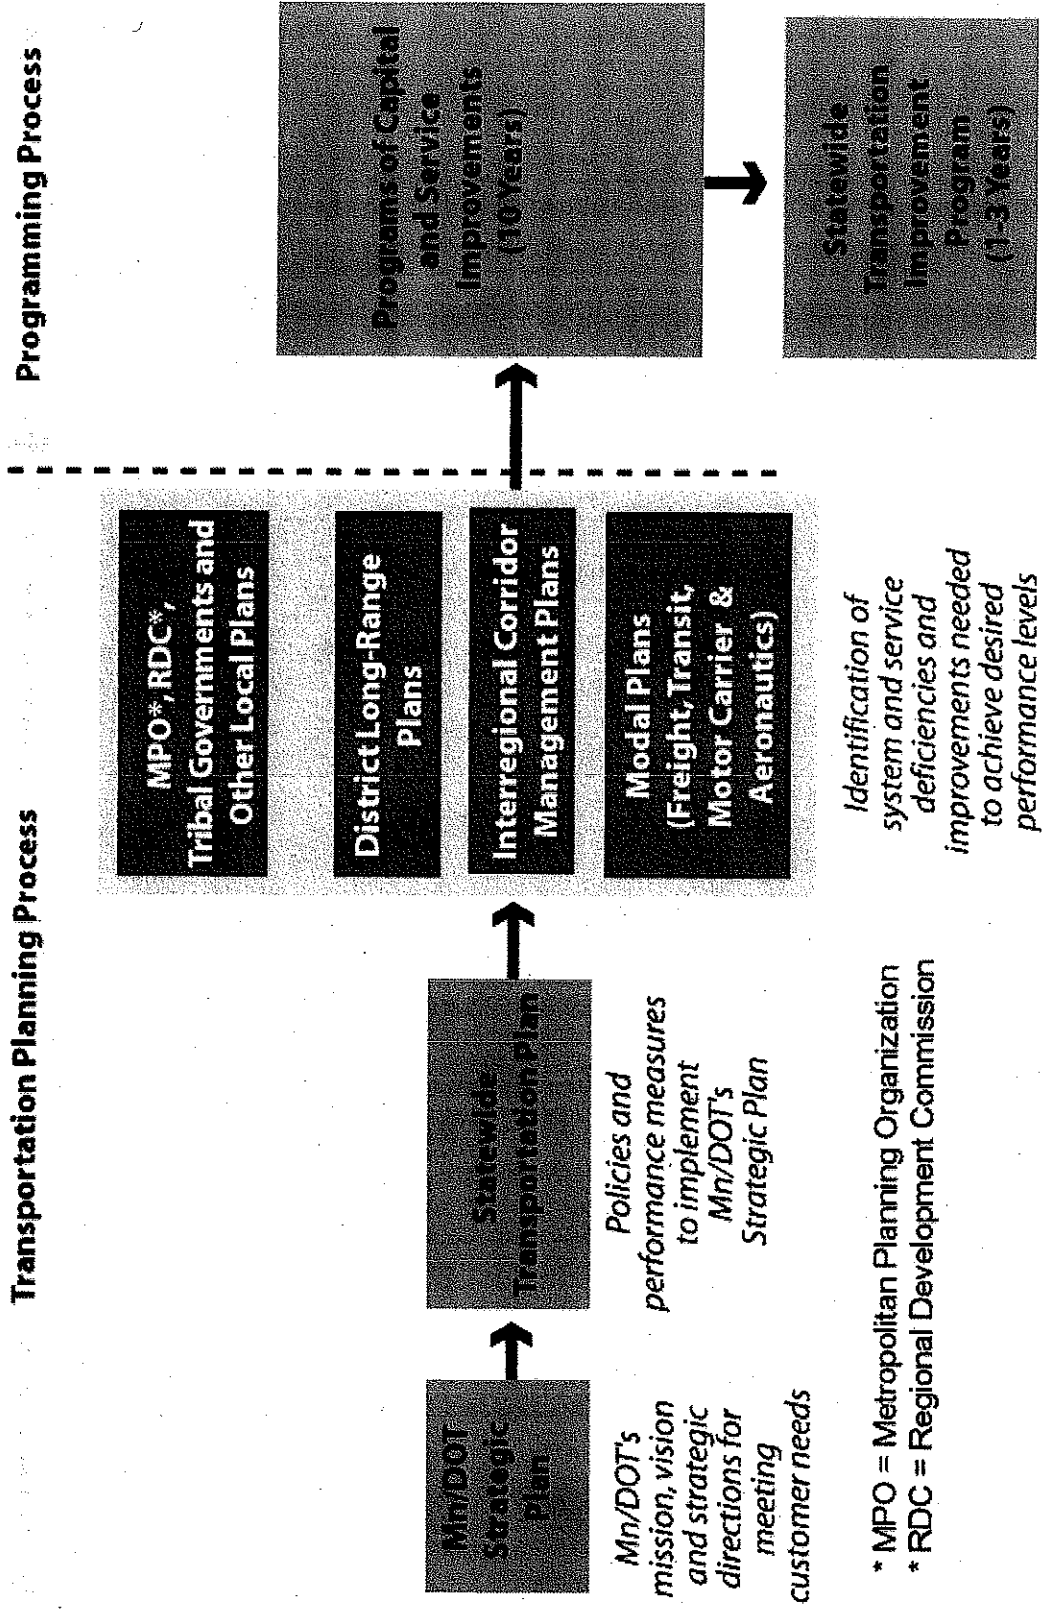 Transportation Planning Process
Programming Process
Mn/DOT
Strategic
Plan
Mn/DOT's
mission, vision
and strategic
directions for
meeting
customer needs
Statewide
Transportation Plan
Policies and
performance measures
to implement
Mn/DOT's
Strategic Plan
MPO*, RDC*,
Tribal Governments and
Other Local Plans
District Long-Range
Plans
Interregional Corridor
Management Plans
Modal Plans
(Freight, Transit,
Motor Carrier &
Aeronautics)
Identification of
system and service
deficiencies and
improvements needed
to achieve desired
performance levels
Programs of Capital
and Service
Improvements
(10 Years)
Statewide
Transportation
Improvement
Program
(1-3 Years)
* MPO = Metropolitan Planning Organization
* RDC = Regional Development Commission